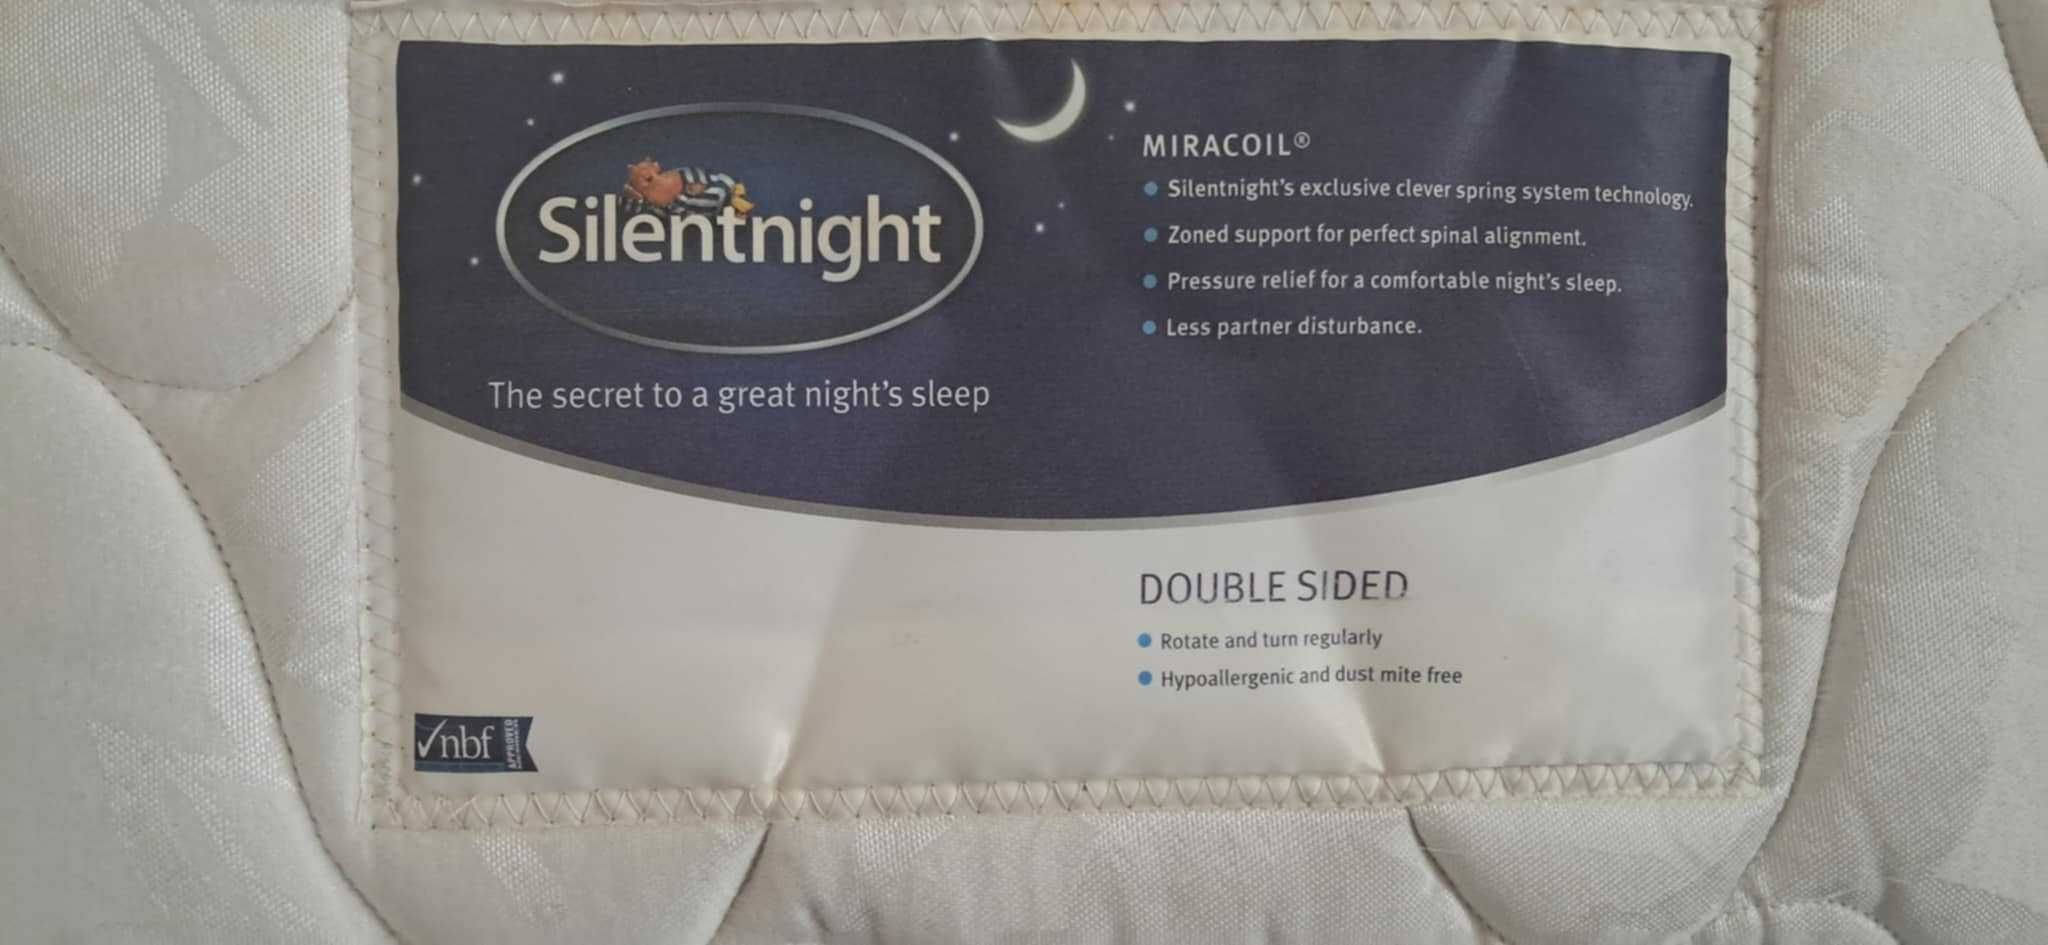 Silentnight
The secret to a great night's sleep
MIRACOIL®
Silentnight's exclusive clever spring system technology.
Zoned support for perfect spinal alignment.
Pressure relief for a comfortable night's sleep.
Less partner disturbance.
DOUBLE SIDED
Rotate and turn regularly
Hypoallergenic and dust mite free
nbf
APPROVED